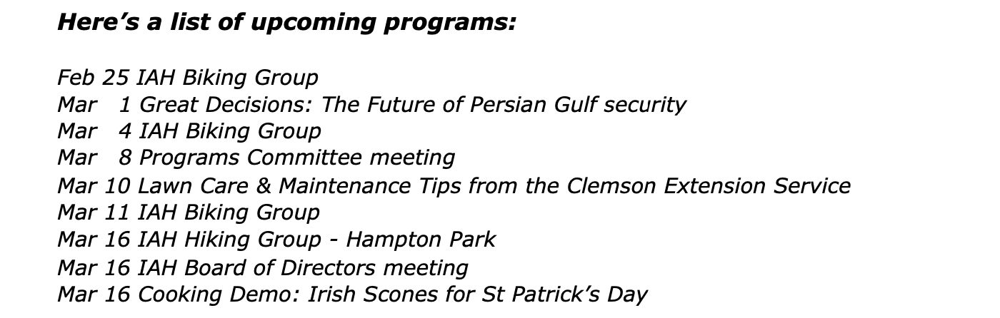 Here’s a list of upcoming programs:
Feb 25 IAH Biking Group
Mar   1 Great Decisions: The Future of Persian Gulf security
Mar   4 IAH Biking Group
Mar   8 Programs Committee meeting
Mar 10 Lawn Care & Maintenance Tips from the Clemson Extension Service
Mar 11 IAH Biking Group
Mar 16 IAH Hiking Group - Hampton Park
Mar 16 IAH Board of Directors meeting
Mar 16 Cooking Demo: Irish Scones for St Patrick’s Day